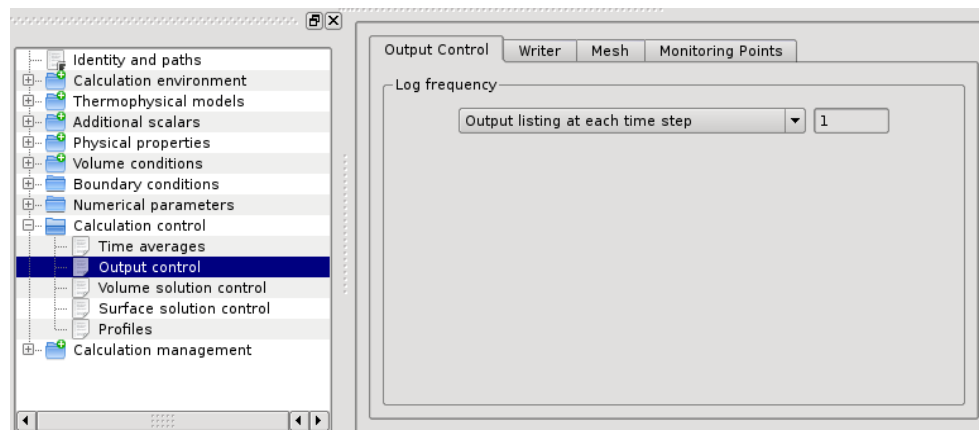 Identity and paths
Calculation environment
Thermophysical models
Additional scalars
Physical properties
Volume conditions
Boundary conditions
Numerical parameters
Calculation control
Time averages
Output control
Volume solution control
Surface solution control
Profiles
Calculation management
Output Control Writer Mesh Monitoring Points
Log frequency
Output listing at each time step 1